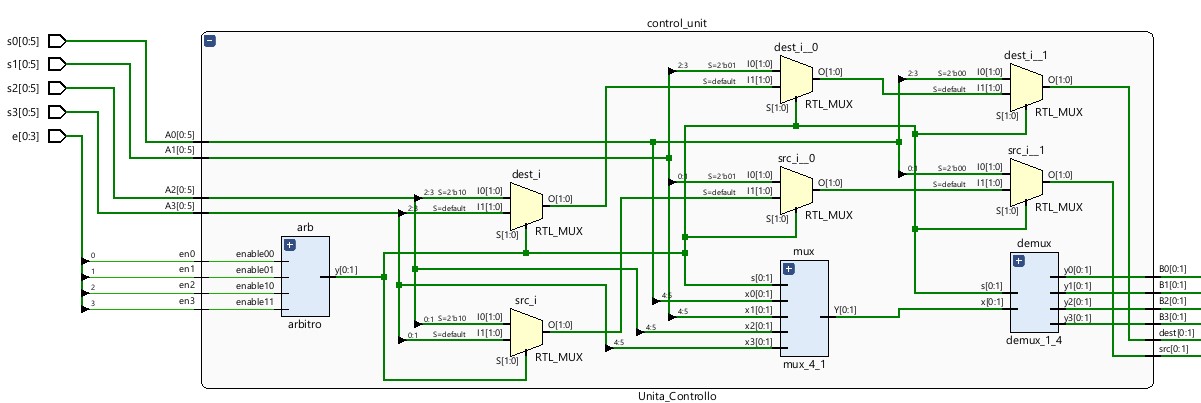 control_unit
s0[0:5]
s1[0:5]
s2[0:5]
s3[0:5]
e[0:3]
A0[0:5]
A1[0:5]
A2[0:5]
A3[0:5]
0
en0
1
en1
2
en2
3
en3
arb
enable00
enable01
enable10
enable11
y[0:1]
arbitro
dest_i
2:3 S=2'b10 I0[1:0]
2:3 S=default I1[1:0]
O[1:0]
S[1:0]
RTL_MUX
src_i
0:1 S=2'b10 I0[1:0]
0:1 S=default I1[1:0]
O[1:0]
S[1:0]
RTL_MUX
dest_i__0
2:3 S=2'b01 I0[1:0]
S=default I1[1:0]
O[1:0]
S[1:0]
RTL_MUX
src_i__0
0:1 S=2'b01 I0[1:0]
S=default I1[1:0]
O[1:0]
S[1:0]
RTL_MUX
mux
s[0:1]
4:5 x0[0:1]
4:5 x1[0:1]
4:5 x2[0:1]
4:5 x3[0:1]
Y[0:1]
mux_4_1
dest_i__1
2:3 S=2'b00 I0[1:0]
S=default I1[1:0]
O[1:0]
S[1:0]
RTL_MUX
src_i__1
0:1 S=2'b00 I0[1:0]
S=default I1[1:0]
O[1:0]
S[1:0]
RTL_MUX
demux
s[0:1]
x[0:1]
y0[0:1]
y1[0:1]
y2[0:1]
y3[0:1]
demux_1_4
B0[0:1]
B1[0:1]
B2[0:1]
B3[0:1]
dest[0:1]
src[0:1]
Unita_Controllo